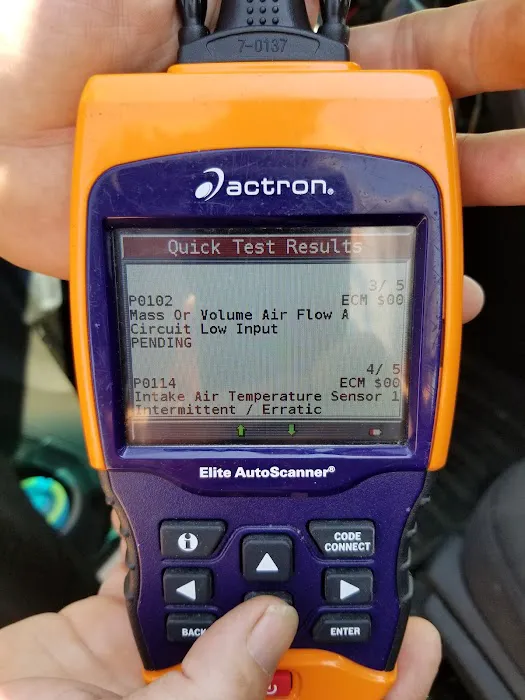 7-0137
actron®
Quick Test Results
3/ 5
P0102 ECM $00
Mass Or Volume Air Flow A
Circuit Low Input
PENDING
4/ 5
P0114 ECM $00
Intake Air Temperature Sensor 1
Intermittent / Erratic
Elite AutoScanner®
i
CODE
CONNECT
BACK
ENTER